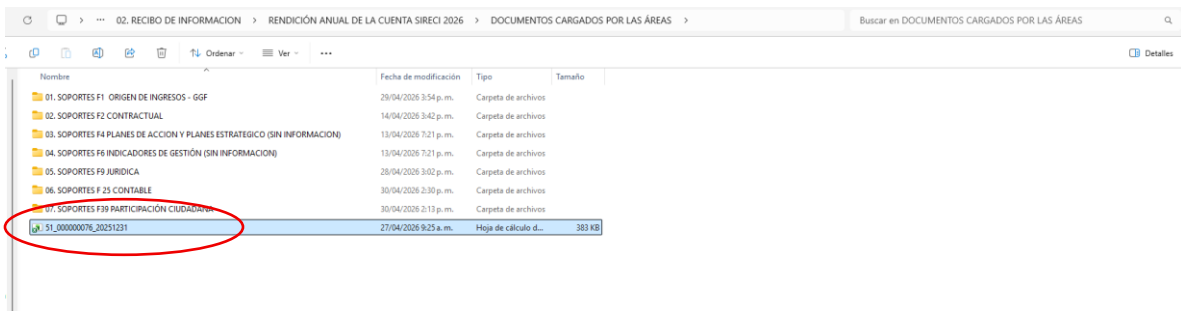 ... 02. RECIBO DE INFORMACION > RENDICIÓN ANUAL DE LA CUENTA SIRECI 2026 > DOCUMENTOS CARGADOS POR LAS ÁREAS > Buscar en DOCUMENTOS CARGADOS POR LAS ÁREAS
Ordenar Ver ... Detalles
Nombre Fecha de modificación Tipo Tamaño
01. SOPORTES F1 ORIGEN DE INGRESOS - GGF 29/04/2026 3:54 p. m. Carpeta de archivos
02. SOPORTES F2 CONTRACTUAL 14/04/2026 3:42 p. m. Carpeta de archivos
03. SOPORTES F4 PLANES DE ACCION Y PLANES ESTRATEGICO (SIN INFORMACION) 13/04/2026 7:21 p. m. Carpeta de archivos
04. SOPORTES F6 INDICADORES DE GESTIÓN (SIN INFORMACION) 13/04/2026 7:21 p. m. Carpeta de archivos
05. SOPORTES F9 JURIDICA 28/04/2026 3:02 p. m. Carpeta de archivos
06. SOPORTES F 25 CONTABLE 30/04/2026 2:30 p. m. Carpeta de archivos
07. SOPORTES F39 PARTICIPACIÓN CIUDADANA 30/04/2026 2:13 p. m. Carpeta de archivos
51_000000076_20251231 27/04/2026 9:25 a. m. Hoja de cálculo d... 383 KB